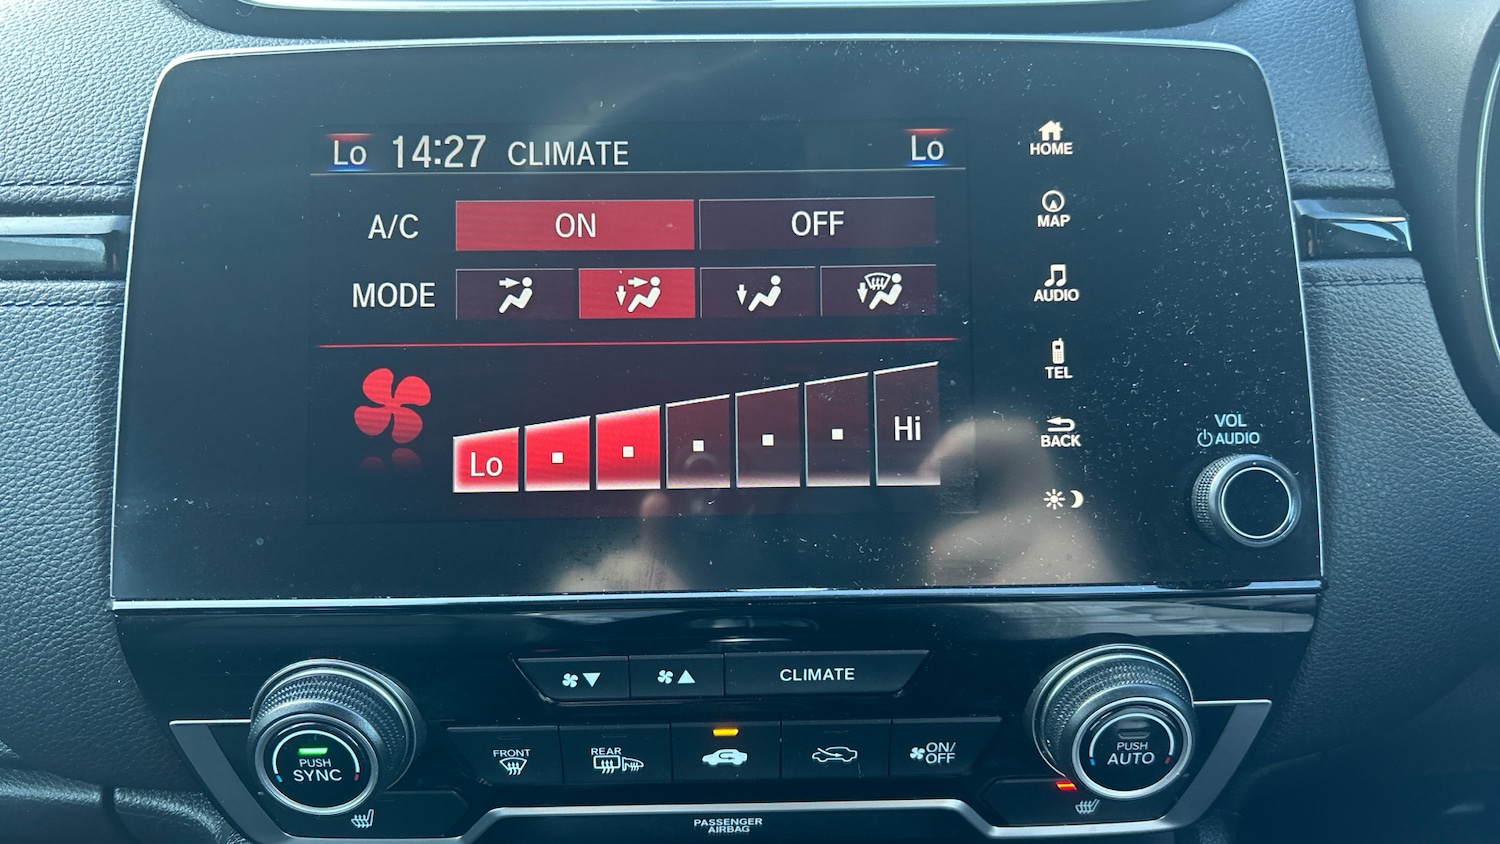 Lo 14:27 CLIMATE Lo
A/C ON OFF
MODE
Lo Hi
HOME
MAP
AUDIO
TEL
BACK
VOL
AUDIO
CLIMATE
FRONT
REAR
ON/
OFF
PUSH
SYNC
PUSH
AUTO
PASSENGER
AIRBAG